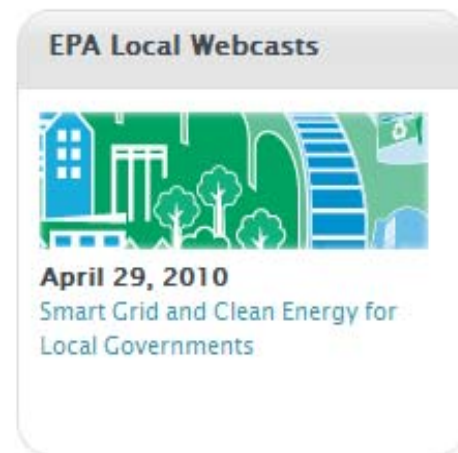 EPA Local Webcasts
April 29, 2010
Smart Grid and Clean Energy for
Local Governments